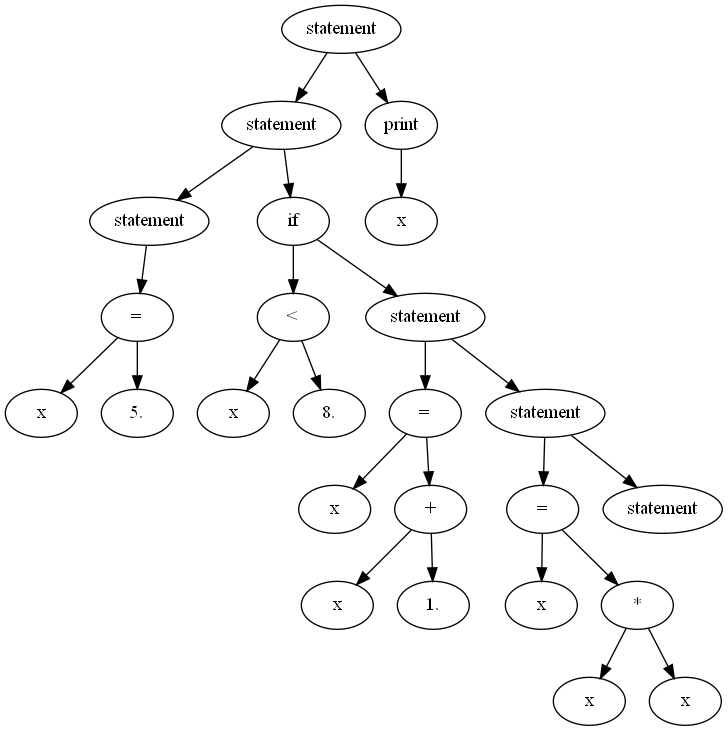 statement
statement
print
statement
if
x
=
<
statement
x
5.
x
8.
=
statement
x
+
=
statement
x
1.
x
*
x
x